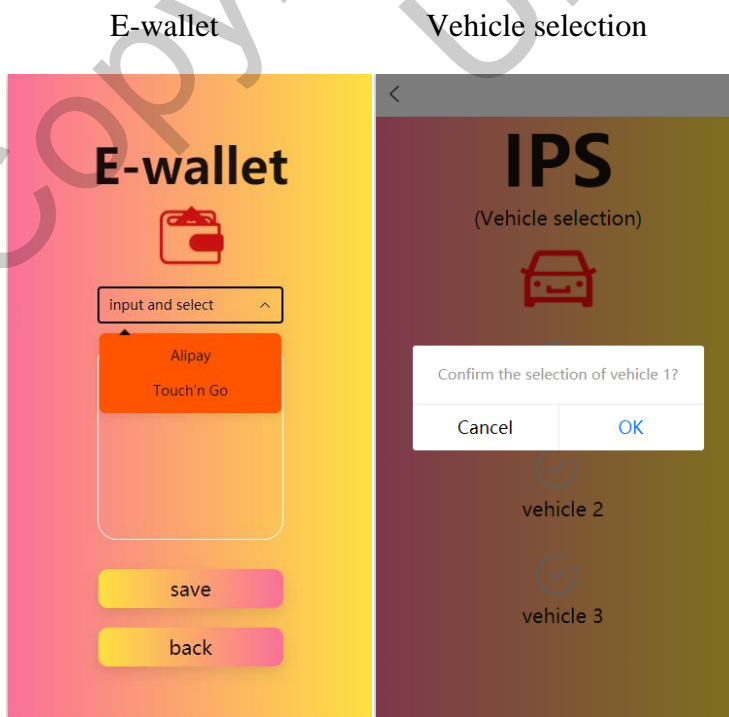 E-wallet
Vehicle selection
Copy
E-wallet
input and select
Alipay
Touch'n Go
save
back
IPS
(Vehicle selection)
Confirm the selection of vehicle 1?
Cancel
OK
vehicle 2
vehicle 3